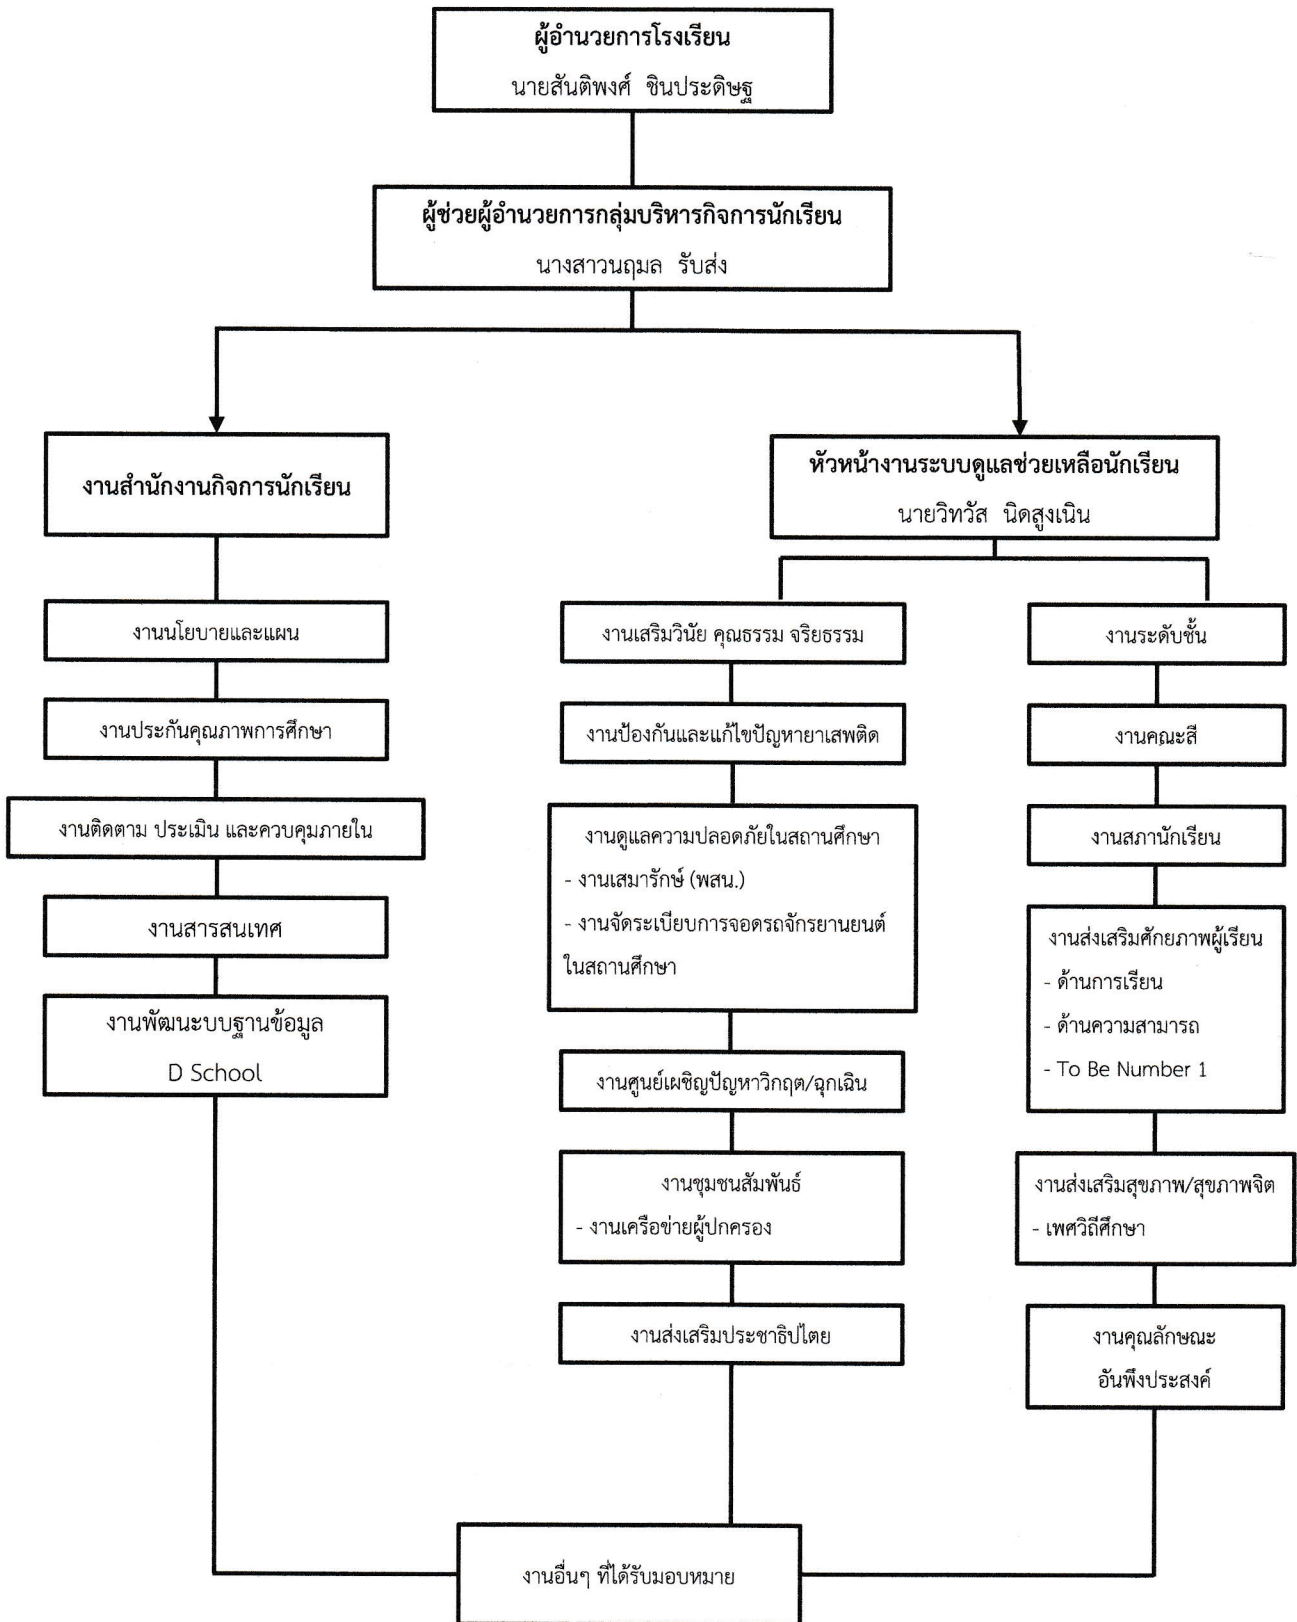 ผู้อำนวยการโรงเรียน
นายสันติพงศ์ ชินประดิษฐ
ผู้ช่วยผู้อำนวยการกลุ่มบริหารกิจการนักเรียน
นางสาวนฤมล รับส่ง
งานสำนักงานกิจการนักเรียน
งานนโยบายและแผน
งานประกันคุณภาพการศึกษา
งานติดตาม ประเมิน และควบคุมภายใน
งานสารสนเทศ
งานพัฒนะบบฐานข้อมูล
D School
หัวหน้างานระบบดูแลช่วยเหลือนักเรียน
นายวิทวัส นิดสูงเนิน
งานเสริมวินัย คุณธรรม จริยธรรม
งานป้องกันและแก้ไขปัญหายาเสพติด
งานดูแลความปลอดภัยในสถานศึกษา
- งานเสมารักษ์ (พสน.)
- งานจัดระเบียบการจอดรถจักรยานยนต์
ในสถานศึกษา
งานศูนย์เผชิญปัญหาวิกฤต/ฉุกเฉิน
งานชุมชนสัมพันธ์
- งานเครือข่ายผู้ปกครอง
งานส่งเสริมประชาธิปไตย
งานระดับชั้น
งานคณะสี
งานสภานักเรียน
งานส่งเสริมศักยภาพผู้เรียน
- ด้านการเรียน
- ด้านความสามารถ
- To Be Number 1
งานส่งเสริมสุขภาพ/สุขภาพจิต
- เพศวิถีศึกษา
งานคุณลักษณะ
อันพึงประสงค์
งานอื่นๆ ที่ได้รับมอบหมาย